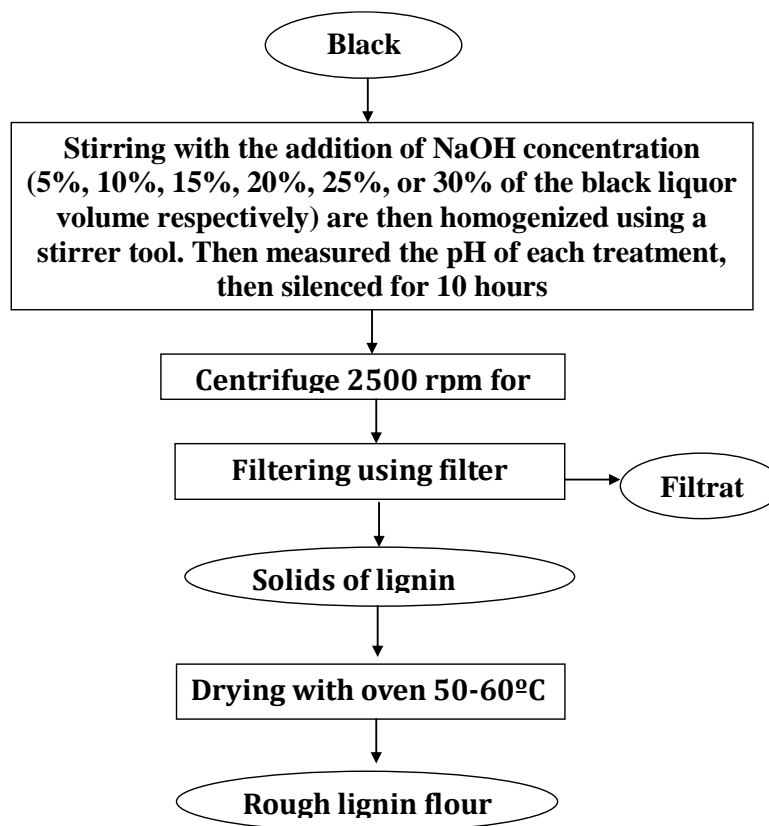 Black
Stirring with the addition of NaOH concentration
(5%, 10%, 15%, 20%, 25%, or 30% of the black liquor
volume respectively) are then homogenized using a
stirrer tool. Then measured the pH of each treatment,
then silenced for 10 hours
Centrifuge 2500 rpm for
Filtering using filter
Filtrat
Solids of lignin
Drying with oven 50-60ºC
Rough lignin flour